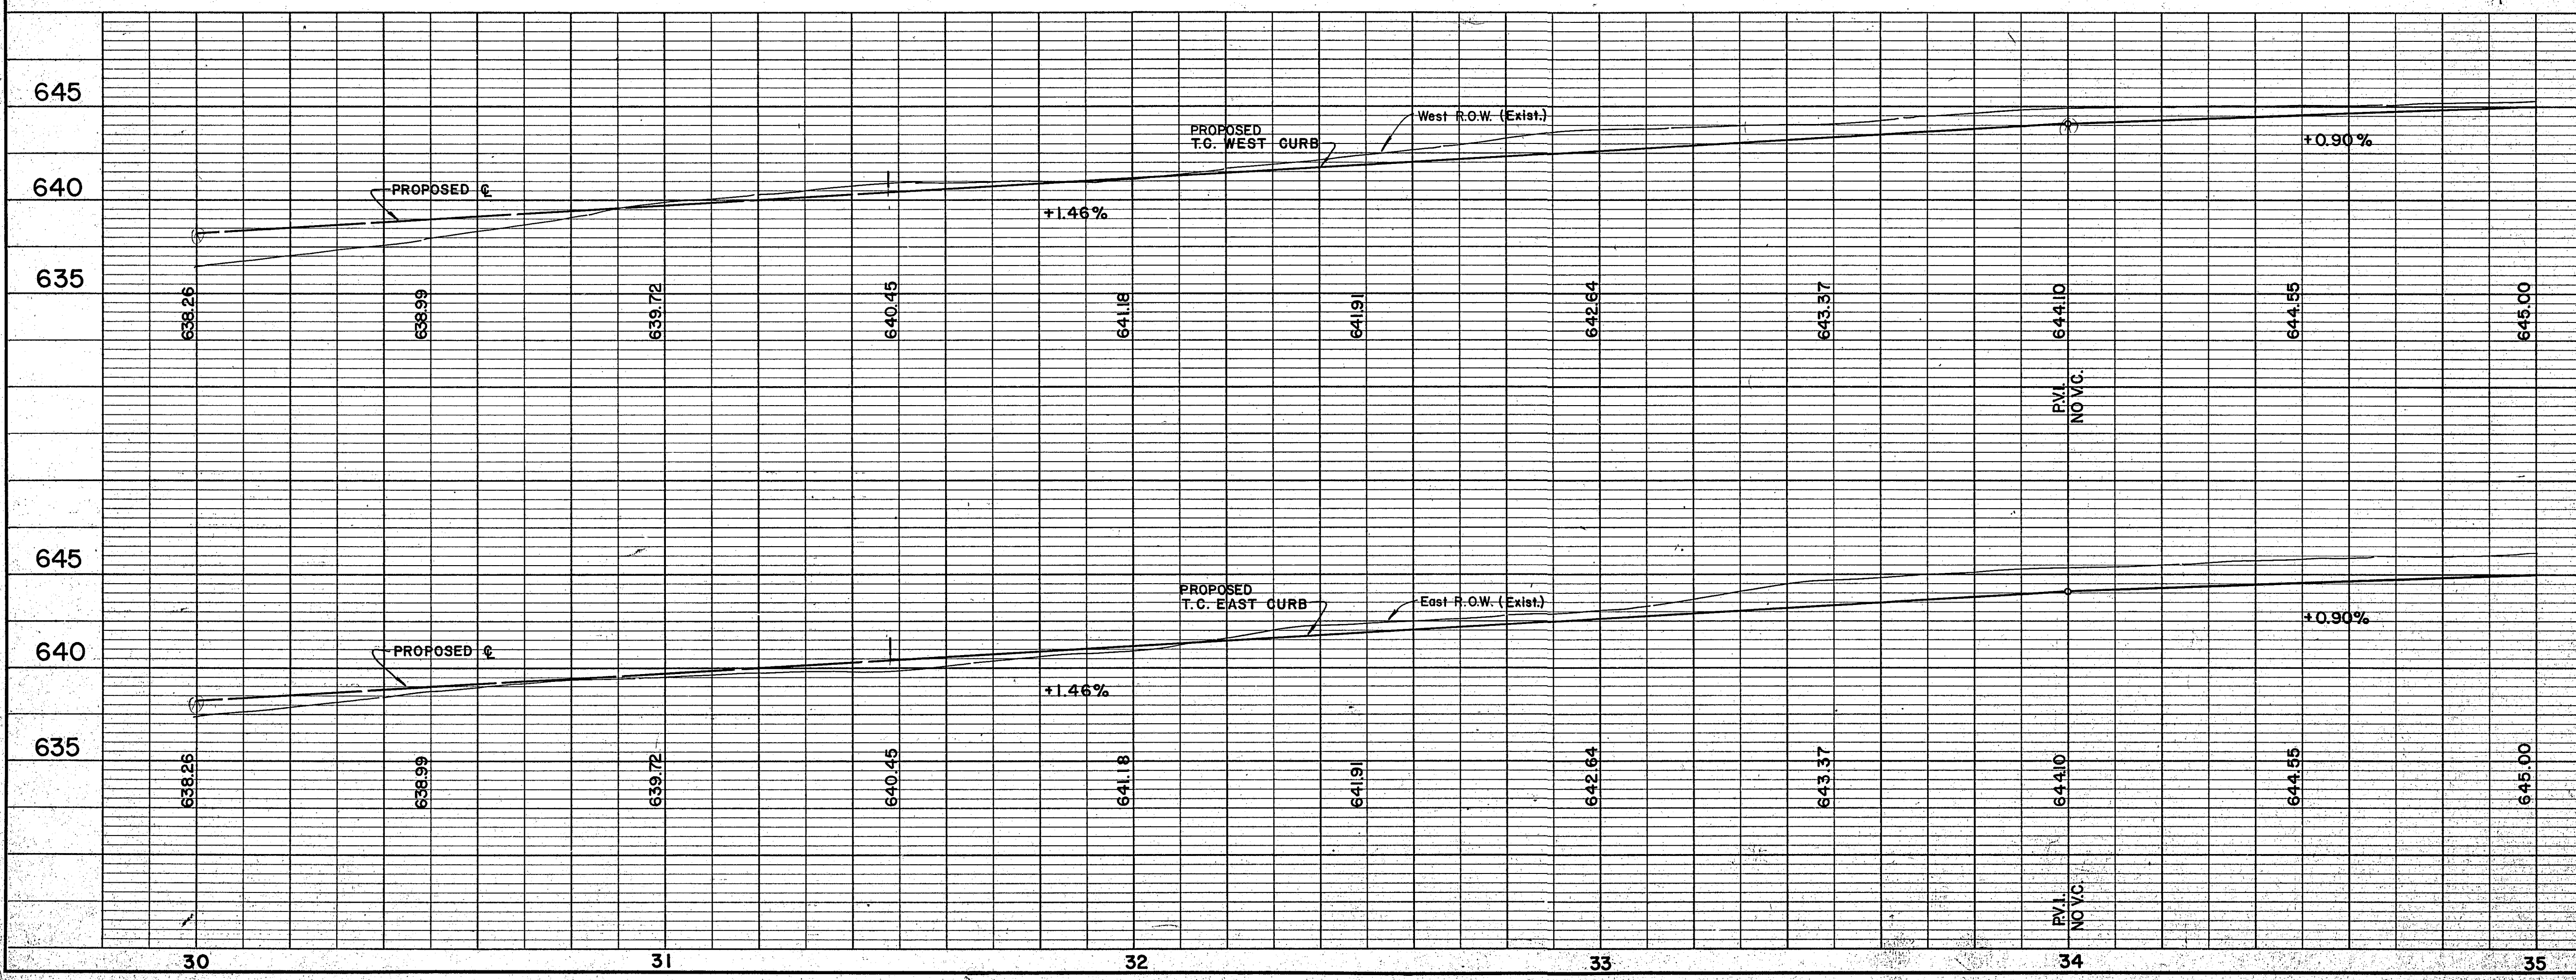 645
West R.O.W. (Exist.)
PROPOSED
T.C. WEST CURB
+0.90%
640
PROPOSED ℄
+1.46%
635
638.26
638.99
639.72
640.45
641.18
641.91
642.64
643.37
644.10
644.55
645.00
P.V.I.
NO V.C.
645
PROPOSED
T.C. EAST CURB
East R.O.W. (Exist.)
+0.90%
640
PROPOSED ℄
+1.46%
635
638.26
638.99
639.72
640.45
641.18
641.91
642.64
643.37
644.10
644.55
645.00
P.V.I.
NO V.C.
30 31 32 33 34 35